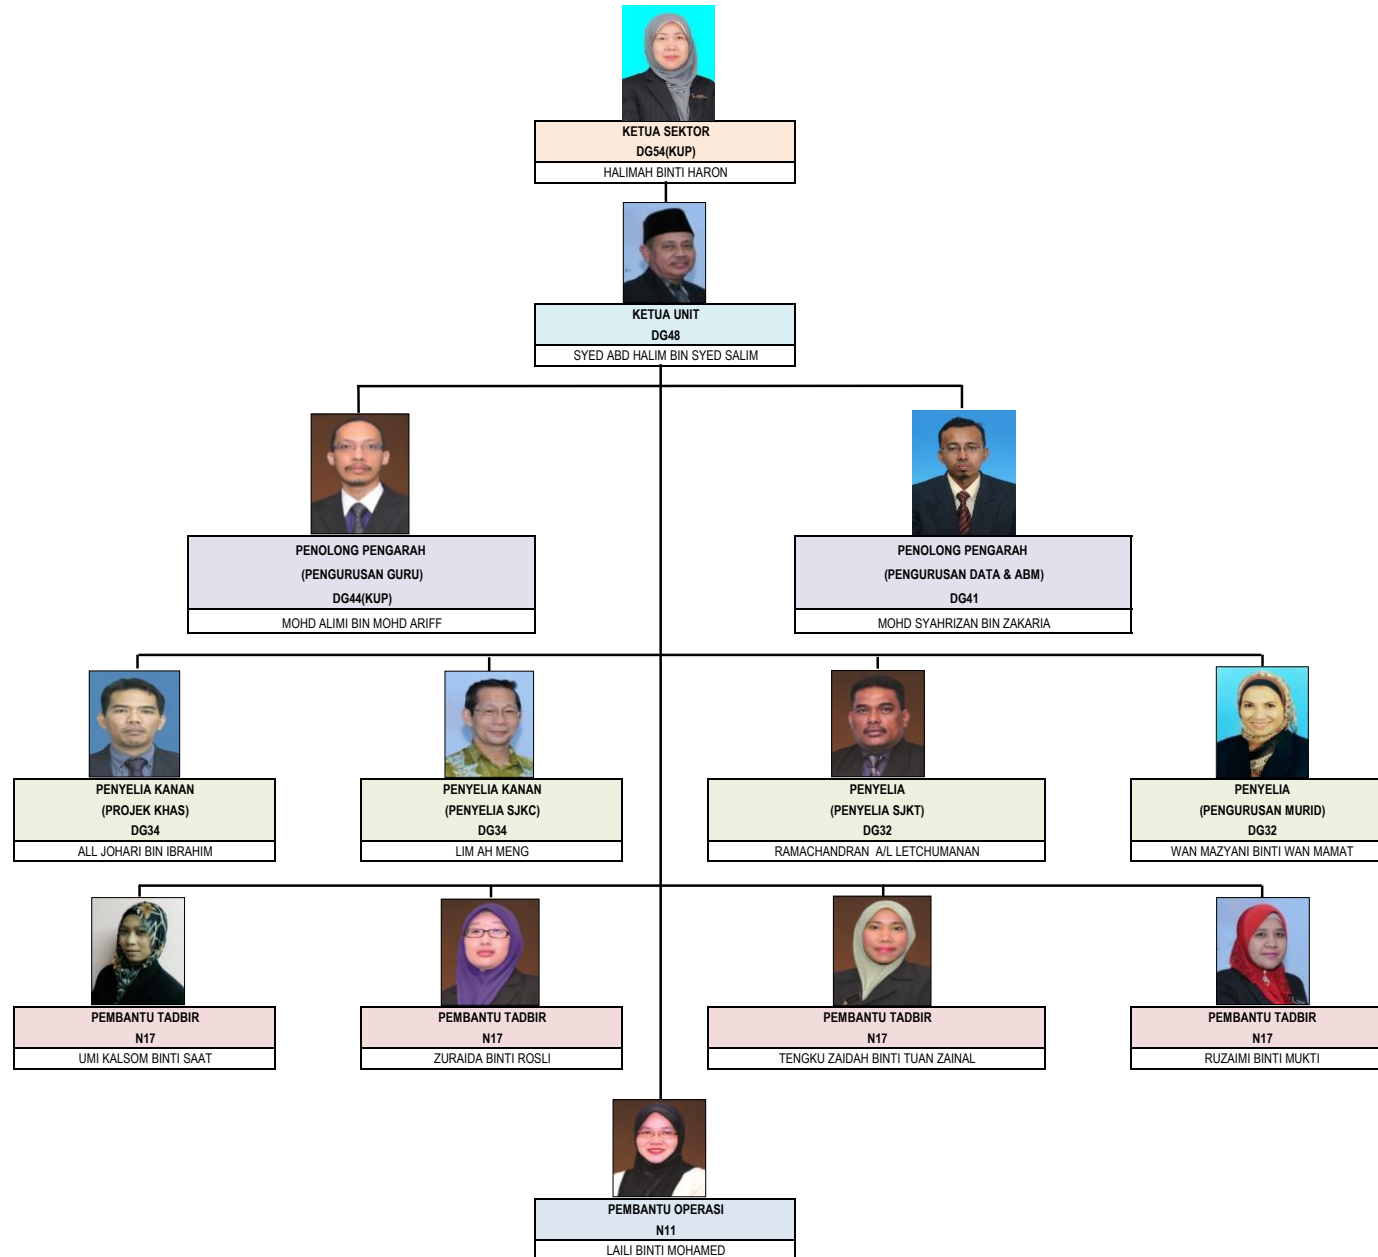 KETUA SEKTOR
DG54(KUP)
HALIMAH BINTI HARON
KETUA UNIT
DG48
SYED ABD HALIM BIN SYED SALIM
PENOLONG PENGARAH
(PENGURUSAN GURU)
DG44(KUP)
MOHD ALIMI BIN MOHD ARIFF
PENOLONG PENGARAH
(PENGURUSAN DATA & ABM)
DG41
MOHD SYAHRIZAN BIN ZAKARIA
PENYELIA KANAN
(PROJEK KHAS)
DG34
ALL JOHARI BIN IBRAHIM
PENYELIA KANAN
(PENYELIA SJKC)
DG34
LIM AH MENG
PENYELIA
(PENYELIA SJKT)
DG32
RAMACHANDRAN A/L LETCHUMANAN
PENYELIA
(PENGURUSAN MURID)
DG32
WAN MAZYANI BINTI WAN MAMAT
PEMBANTU TADBIR
N17
UMI KALSOM BINTI SAAT
PEMBANTU TADBIR
N17
ZURAIDA BINTI ROSLI
PEMBANTU TADBIR
N17
TENGKU ZAIDAH BINTI TUAN ZAINAL
PEMBANTU TADBIR
N17
RUZAIMI BINTI MUKTI
PEMBANTU OPERASI
N11
LAILI BINTI MOHAMED